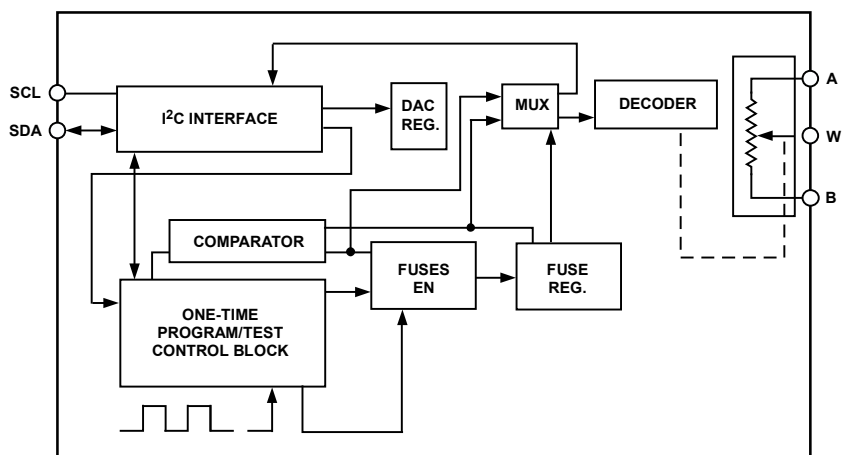 SCL
SDA
I²C INTERFACE
DAC
REG.
MUX
DECODER
A
W
B
COMPARATOR
FUSES
EN
FUSE
REG.
ONE-TIME
PROGRAM/TEST
CONTROL BLOCK